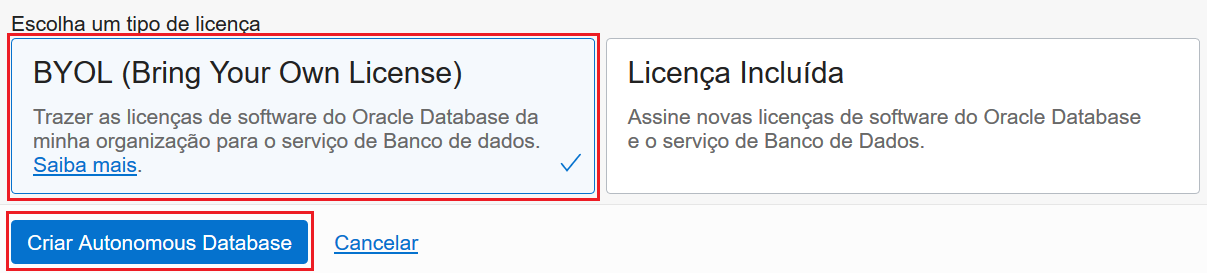 Escolha um tipo de licença
BYOL (Bring Your Own License)
Trazer as licenças de software do Oracle Database da
minha organização para o serviço de Banco de dados.
Saiba mais.
Licença Incluída
Assine novas licenças de software do Oracle Database
e o serviço de Banco de Dados.
Criar Autonomous Database
Cancelar